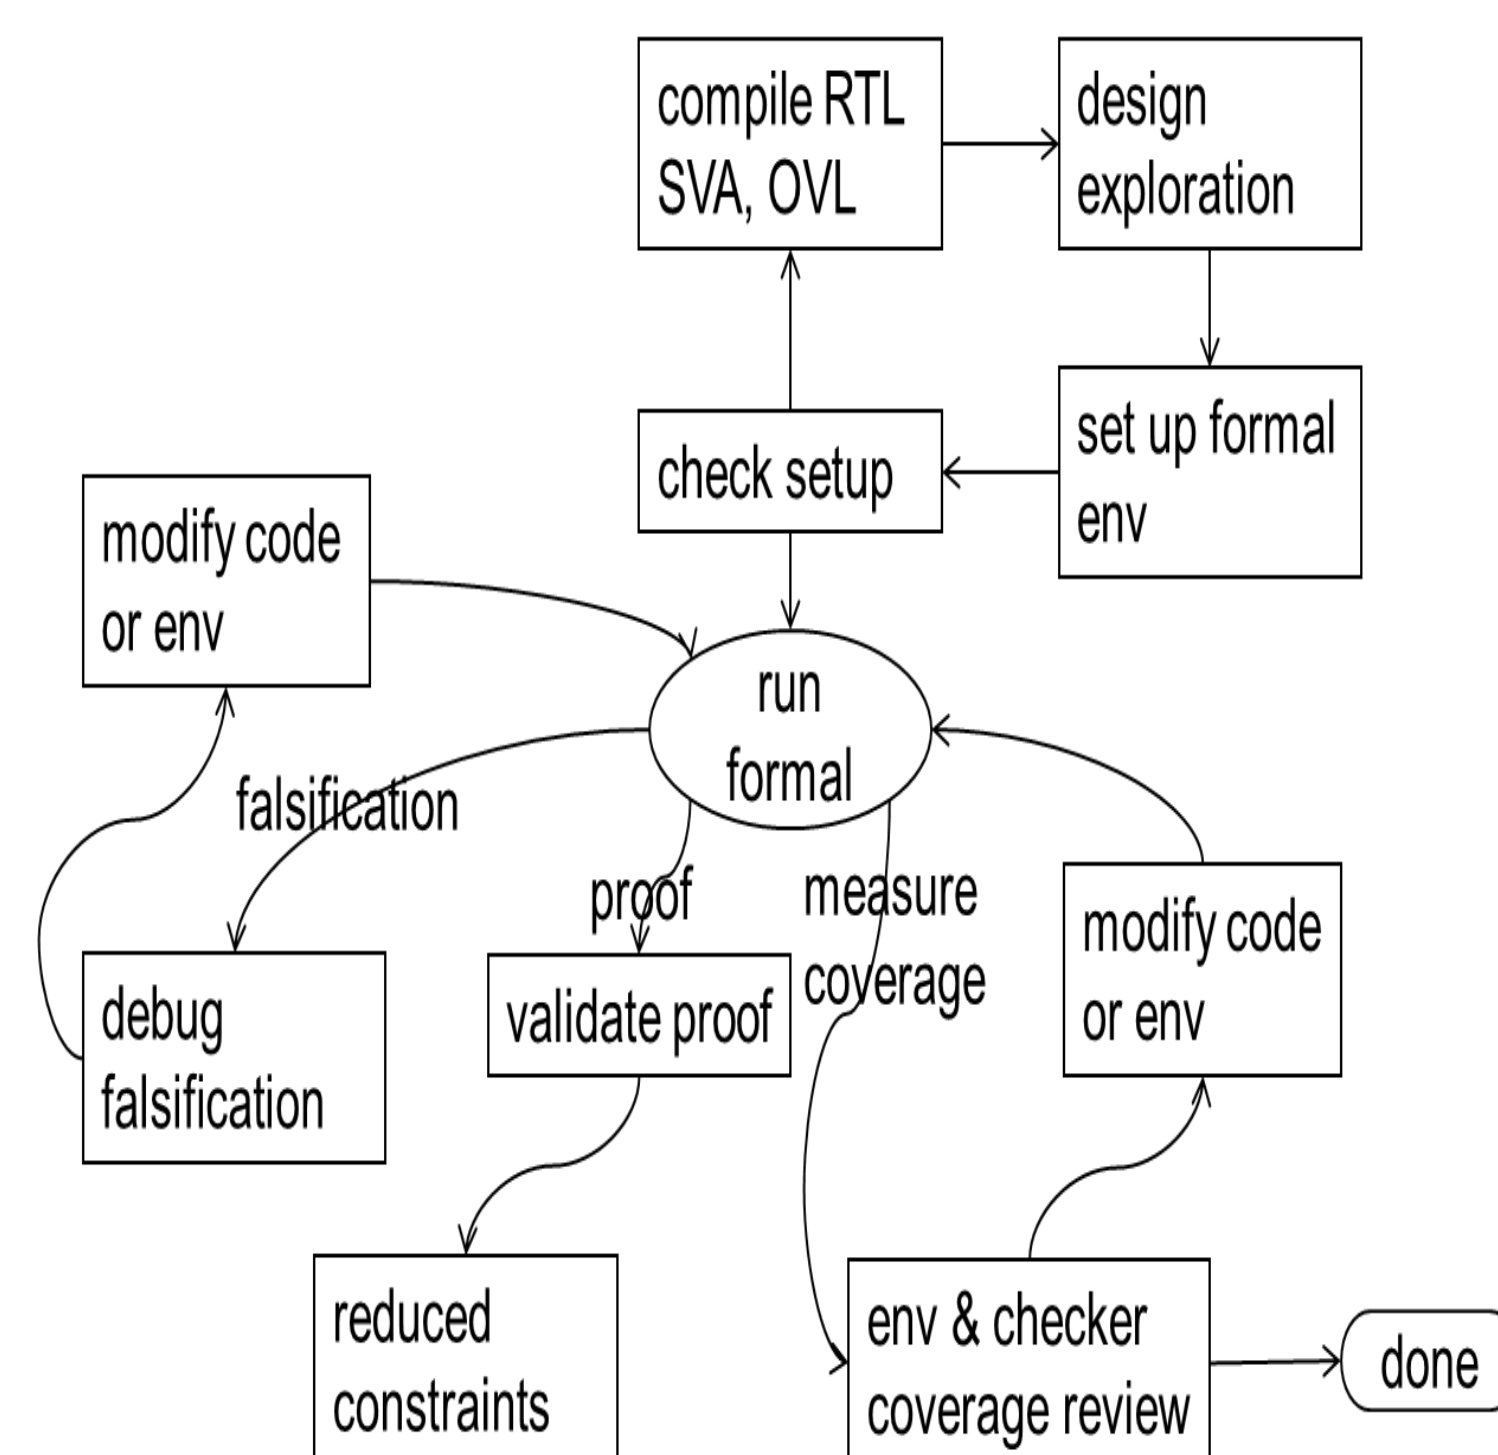 compile RTL
SVA, OVL
design
exploration
set up formal
env
check setup
modify code
or env
run
formal
falsification
proof
measure
coverage
modify code
or env
debug
falsification
validate proof
reduced
constraints
env & checker
coverage review
done